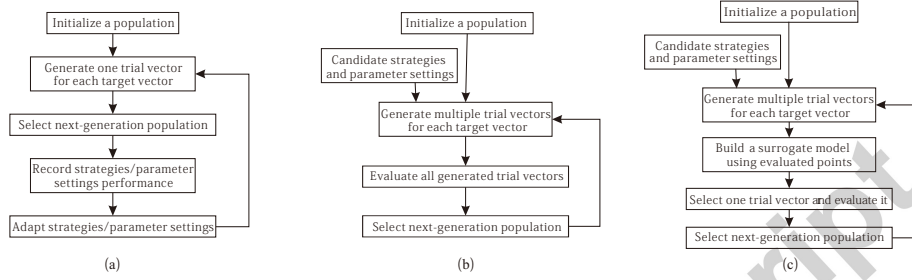 Initialize a population
Generate one trial vector
for each target vector
Select next-generation population
Record strategies/parameter
settings performance
Adapt strategies/parameter settings
(a)
Initialize a population
Candidate strategies
and parameter settings
Generate multiple trial vectors
for each target vector
Evaluate all generated trial vectors
Select next-generation population
(b)
Initialize a population
Candidate strategies
and parameter settings
Generate multiple trial vectors
for each target vector
Build a surrogate model
using evaluated points
Select one trial vector and evaluate it
Select next-generation population
(c)
script